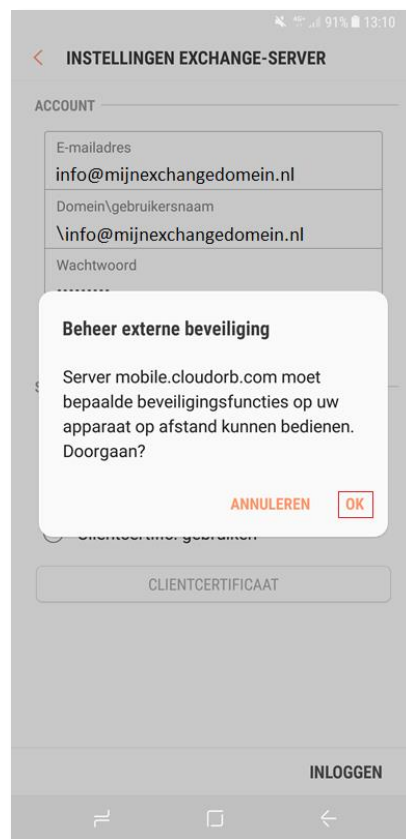 91% 13:10
INSTELLINGEN EXCHANGE-SERVER
ACCOUNT
E-mailadres
info@mijnexchangedomein.nl
Domein\gebruikersnaam
\info@mijnexchangedomein.nl
Wachtwoord
Beheer externe beveiliging
Server mobile.cloudorb.com moet
bepaalde beveiligingsfuncties op uw
apparaat op afstand kunnen bedienen.
Doorgaan?
ANNULEREN OK
CLIENTCERTIFICAAT
INLOGGEN